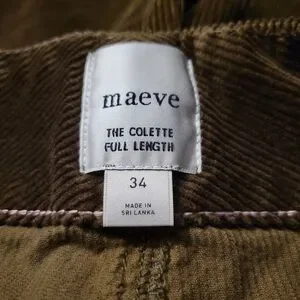 maeve
THE COLETTE
FULL LENGTH
34
MADE IN
SRI LANKA